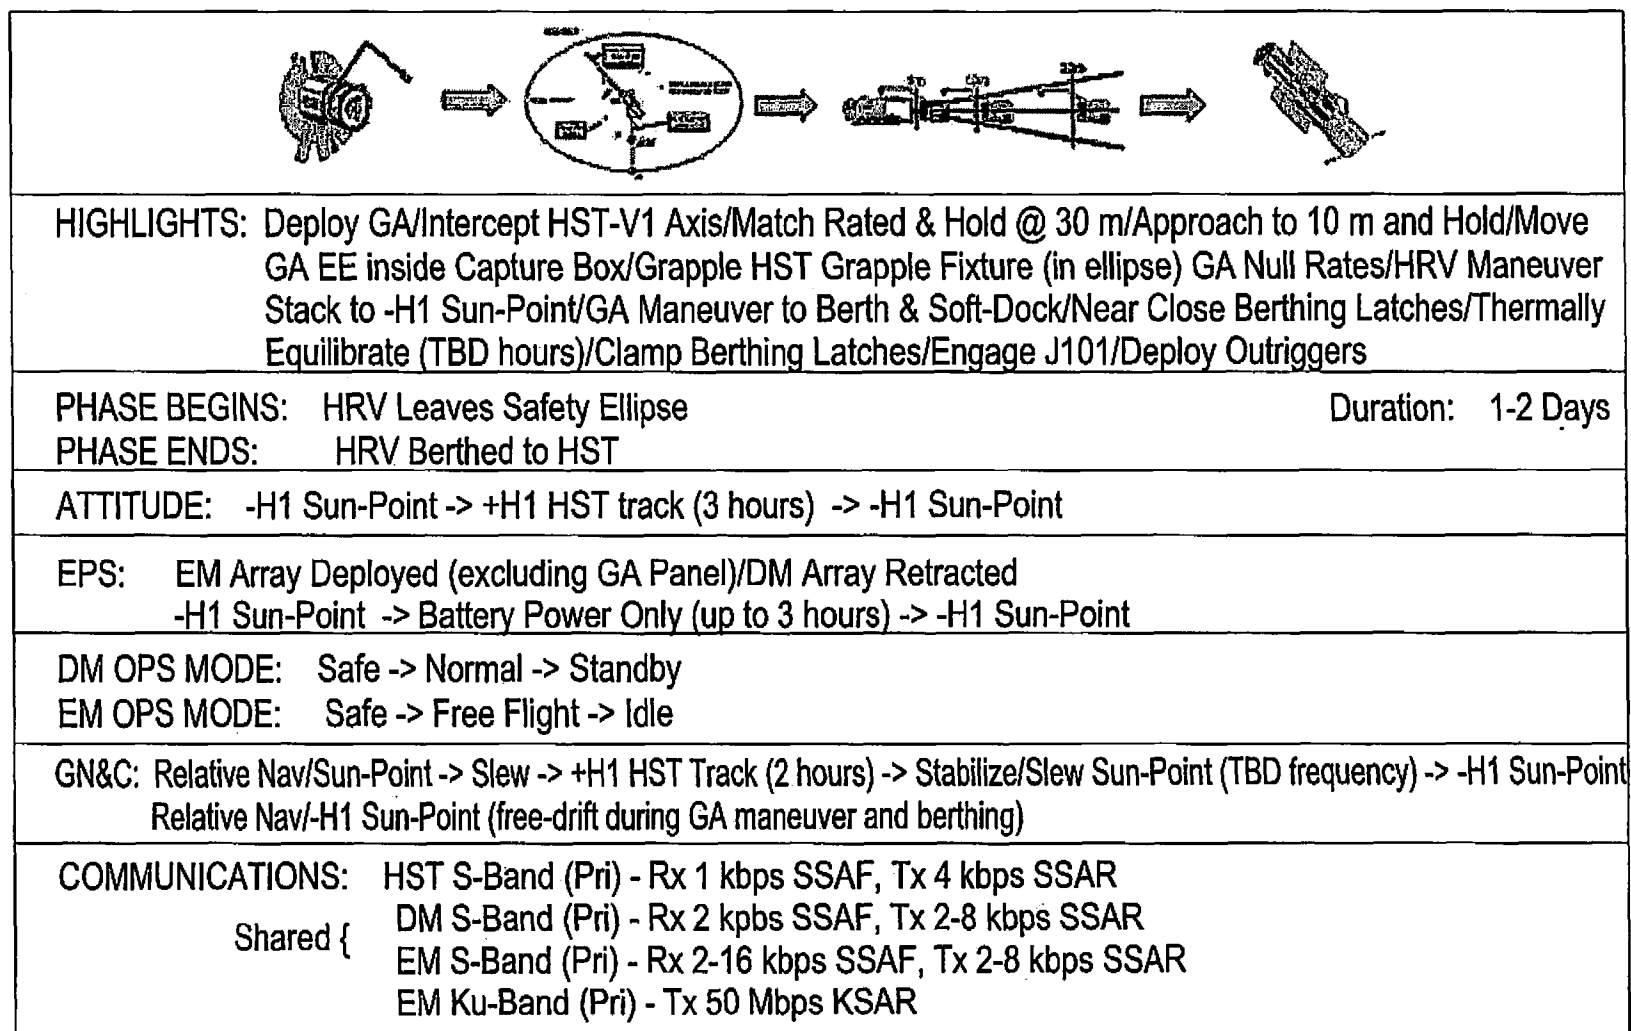 HIGHLIGHTS: Deploy GA/Intercept HST-V1 Axis/Match Rated & Hold @ 30 m/Approach to 10 m and Hold/Move
GA EE inside Capture Box/Grapple HST Grapple Fixture (in ellipse) GA Null Rates/HRV Maneuver
Stack to -H1 Sun-Point/GA Maneuver to Berth & Soft-Dock/Near Close Berthing Latches/Thermally
Equilibrate (TBD hours)/Clamp Berthing Latches/Engage J101/Deploy Outriggers
PHASE BEGINS: HRV Leaves Safety Ellipse Duration: 1-2 Days
PHASE ENDS: HRV Berthed to HST
ATTITUDE: -H1 Sun-Point -> +H1 HST track (3 hours) -> -H1 Sun-Point
EPS: EM Array Deployed (excluding GA Panel)/DM Array Retracted
-H1 Sun-Point -> Battery Power Only (up to 3 hours) -> -H1 Sun-Point
DM OPS MODE: Safe -> Normal -> Standby
EM OPS MODE: Safe -> Free Flight -> Idle
GN&C: Relative Nav/Sun-Point -> Slew -> +H1 HST Track (2 hours) -> Stabilize/Slew Sun-Point (TBD frequency) -> -H1 Sun-Point
Relative Nav/-H1 Sun-Point (free-drift during GA maneuver and berthing)
COMMUNICATIONS: HST S-Band (Pri) - Rx 1 kbps SSAF, Tx 4 kbps SSAR
Shared { DM S-Band (Pri) - Rx 2 kpbs SSAF, Tx 2-8 kbps SSAR
EM S-Band (Pri) - Rx 2-16 kbps SSAF, Tx 2-8 kbps SSAR
EM Ku-Band (Pri) - Tx 50 Mbps KSAR